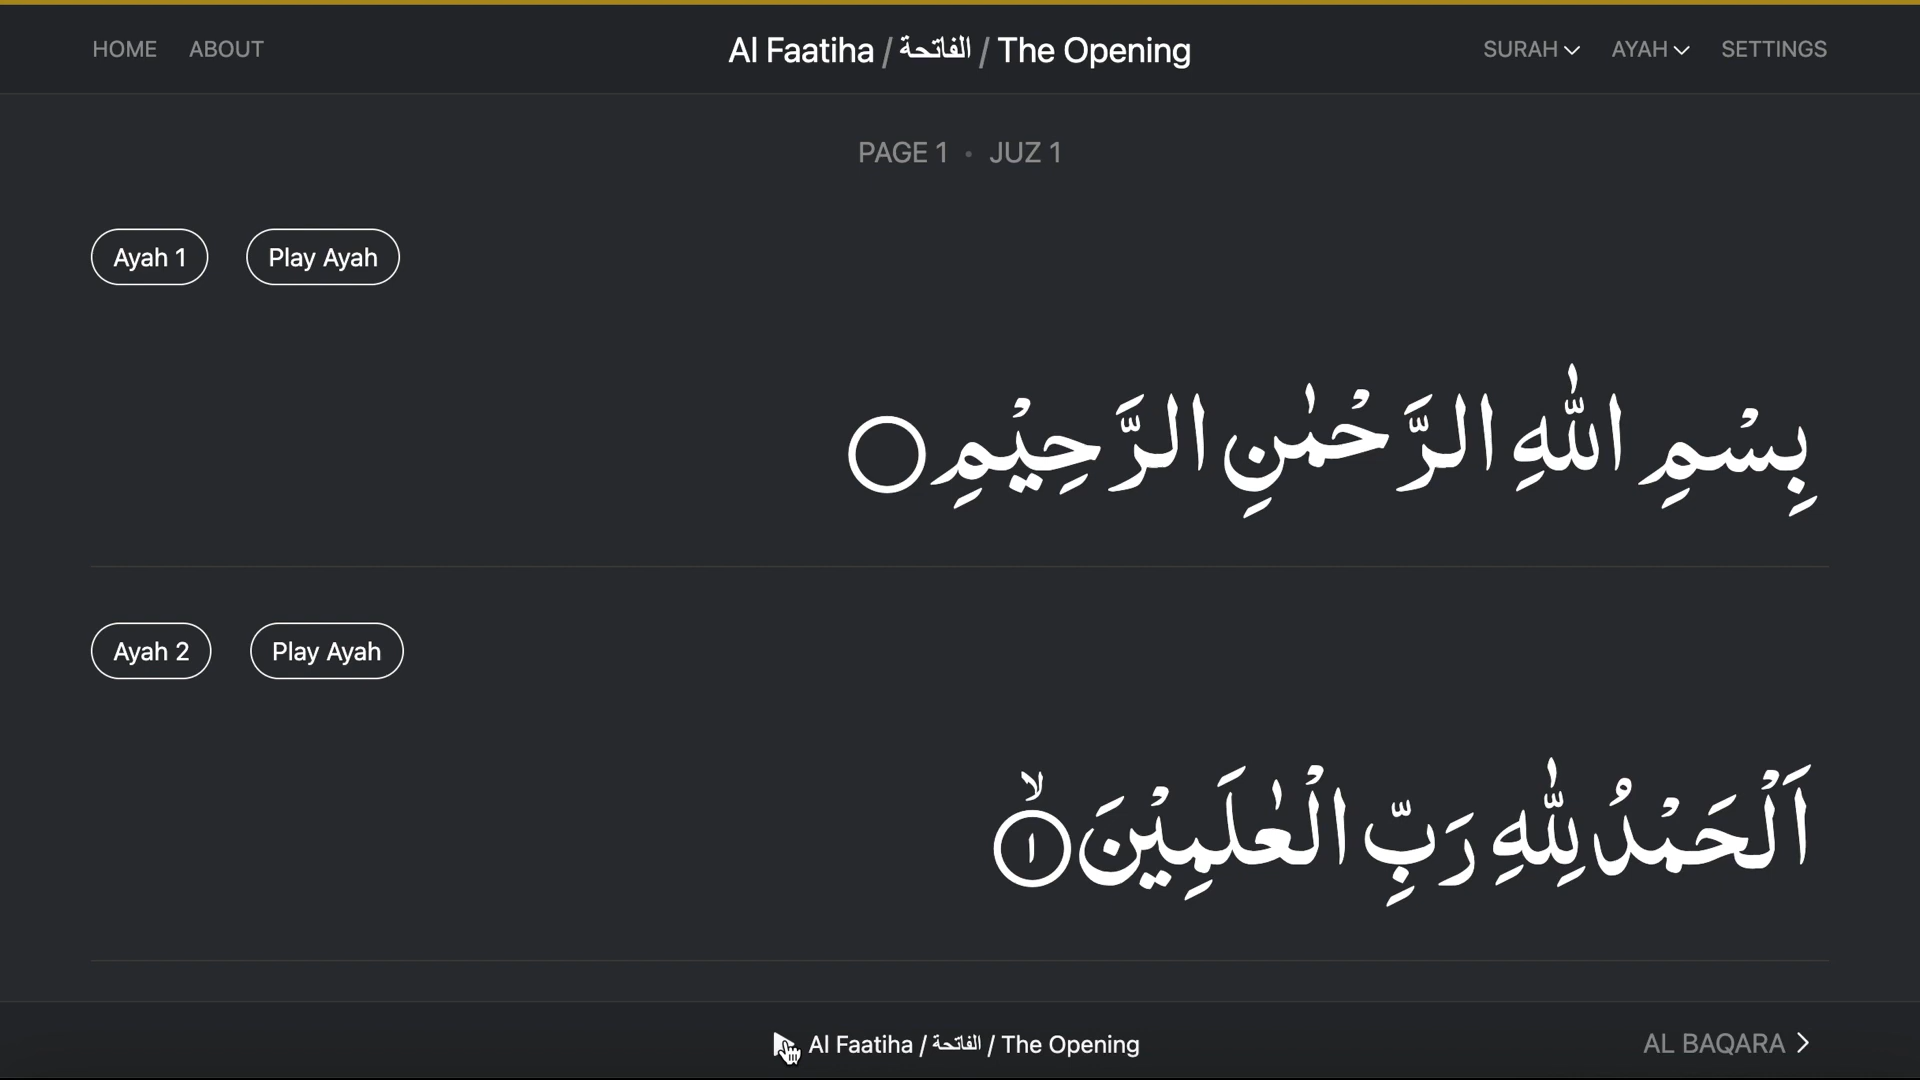 HOME ABOUT Al Faatiha / الفاتحة / The Opening SURAH AYAH SETTINGS
PAGE 1 • JUZ 1
Ayah 1 Play Ayah
بِسْمِ اللّٰهِ الرَّحْمٰنِ الرَّحِيْمِ
Ayah 2 Play Ayah
اَلْحَمْدُ لِلّٰهِ رَبِّ الْعٰلَمِيْنَ ۙ ١
Al Faatiha / الفاتحة / The Opening AL BAQARA